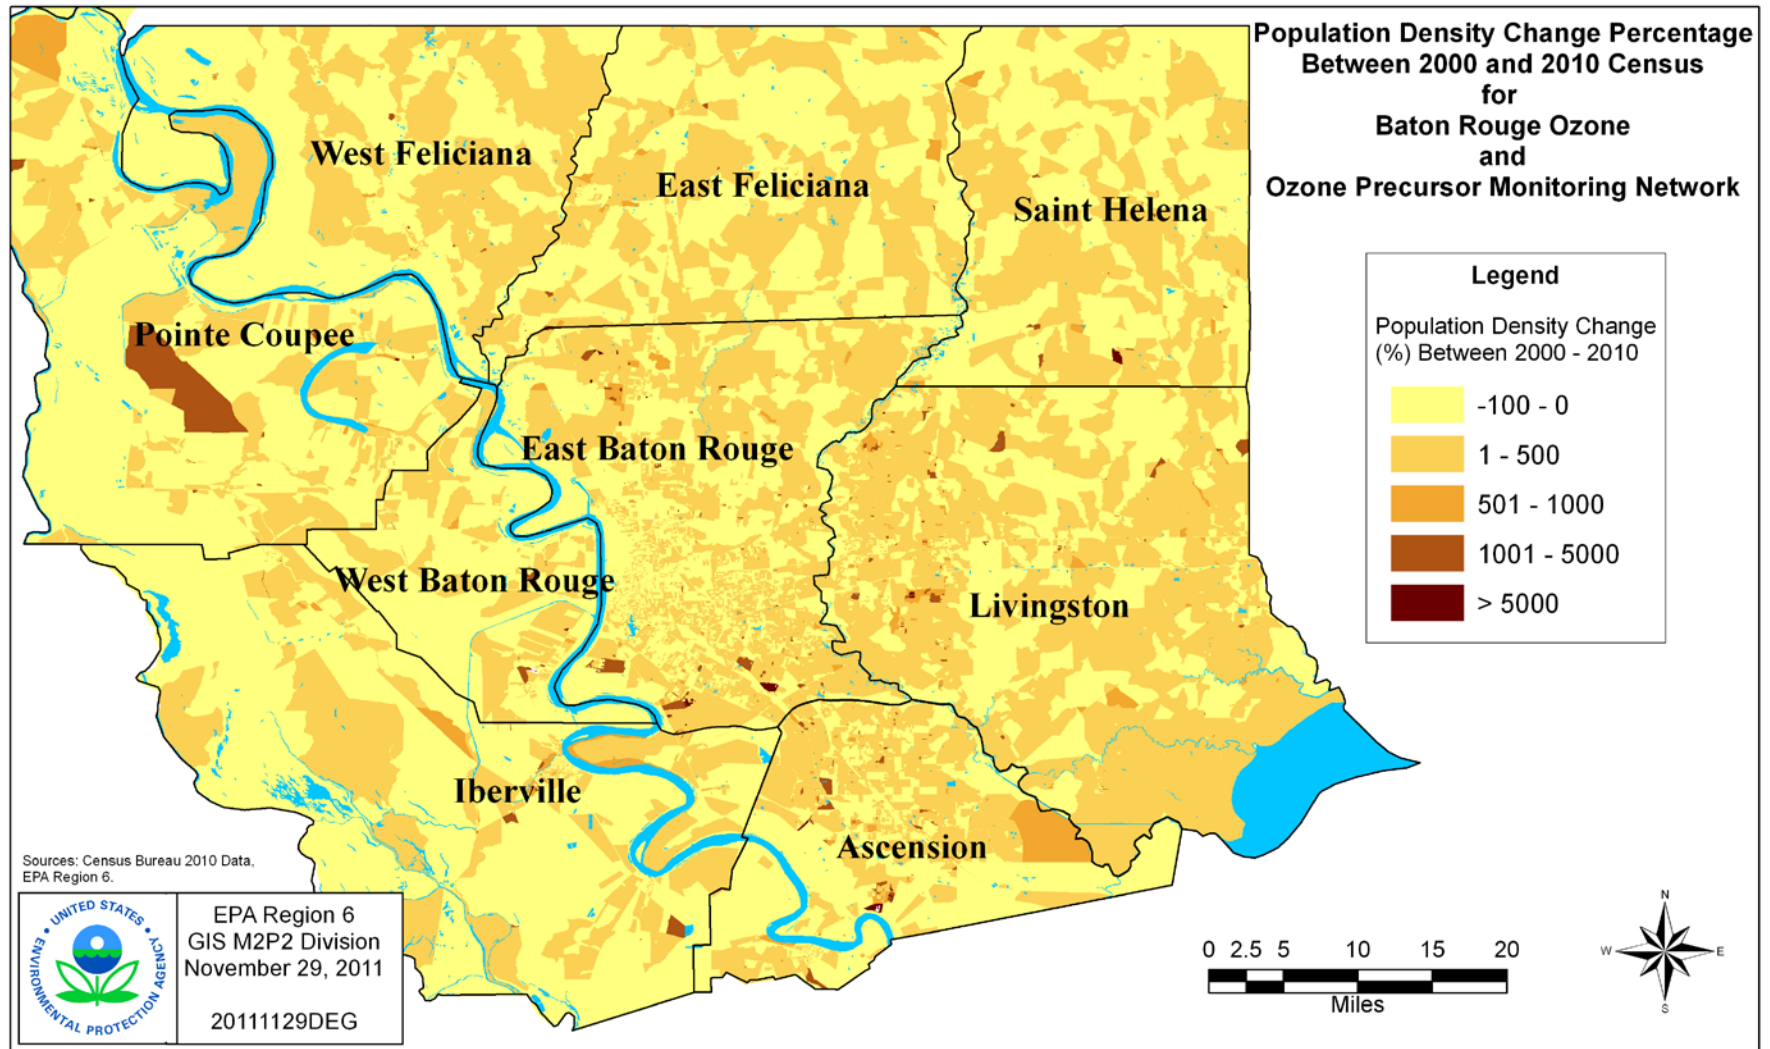 Population Density Change Percentage
Between 2000 and 2010 Census
for
Baton Rouge Ozone
and
Ozone Precursor Monitoring Network
West Feliciana
East Feliciana
Saint Helena
Pointe Coupee
East Baton Rouge
West Baton Rouge
Livingston
Iberville
Ascension
Legend
Population Density Change
(%) Between 2000 - 2010
-100 - 0
1 - 500
501 - 1000
1001 - 5000
> 5000
Sources: Census Bureau 2010 Data,
EPA Region 6.
UNITED STATES
ENVIRONMENTAL PROTECTION AGENCY
EPA Region 6
GIS M2P2 Division
November 29, 2011
20111129DEG
0 2.5 5 10 15 20
Miles
N
W E
S